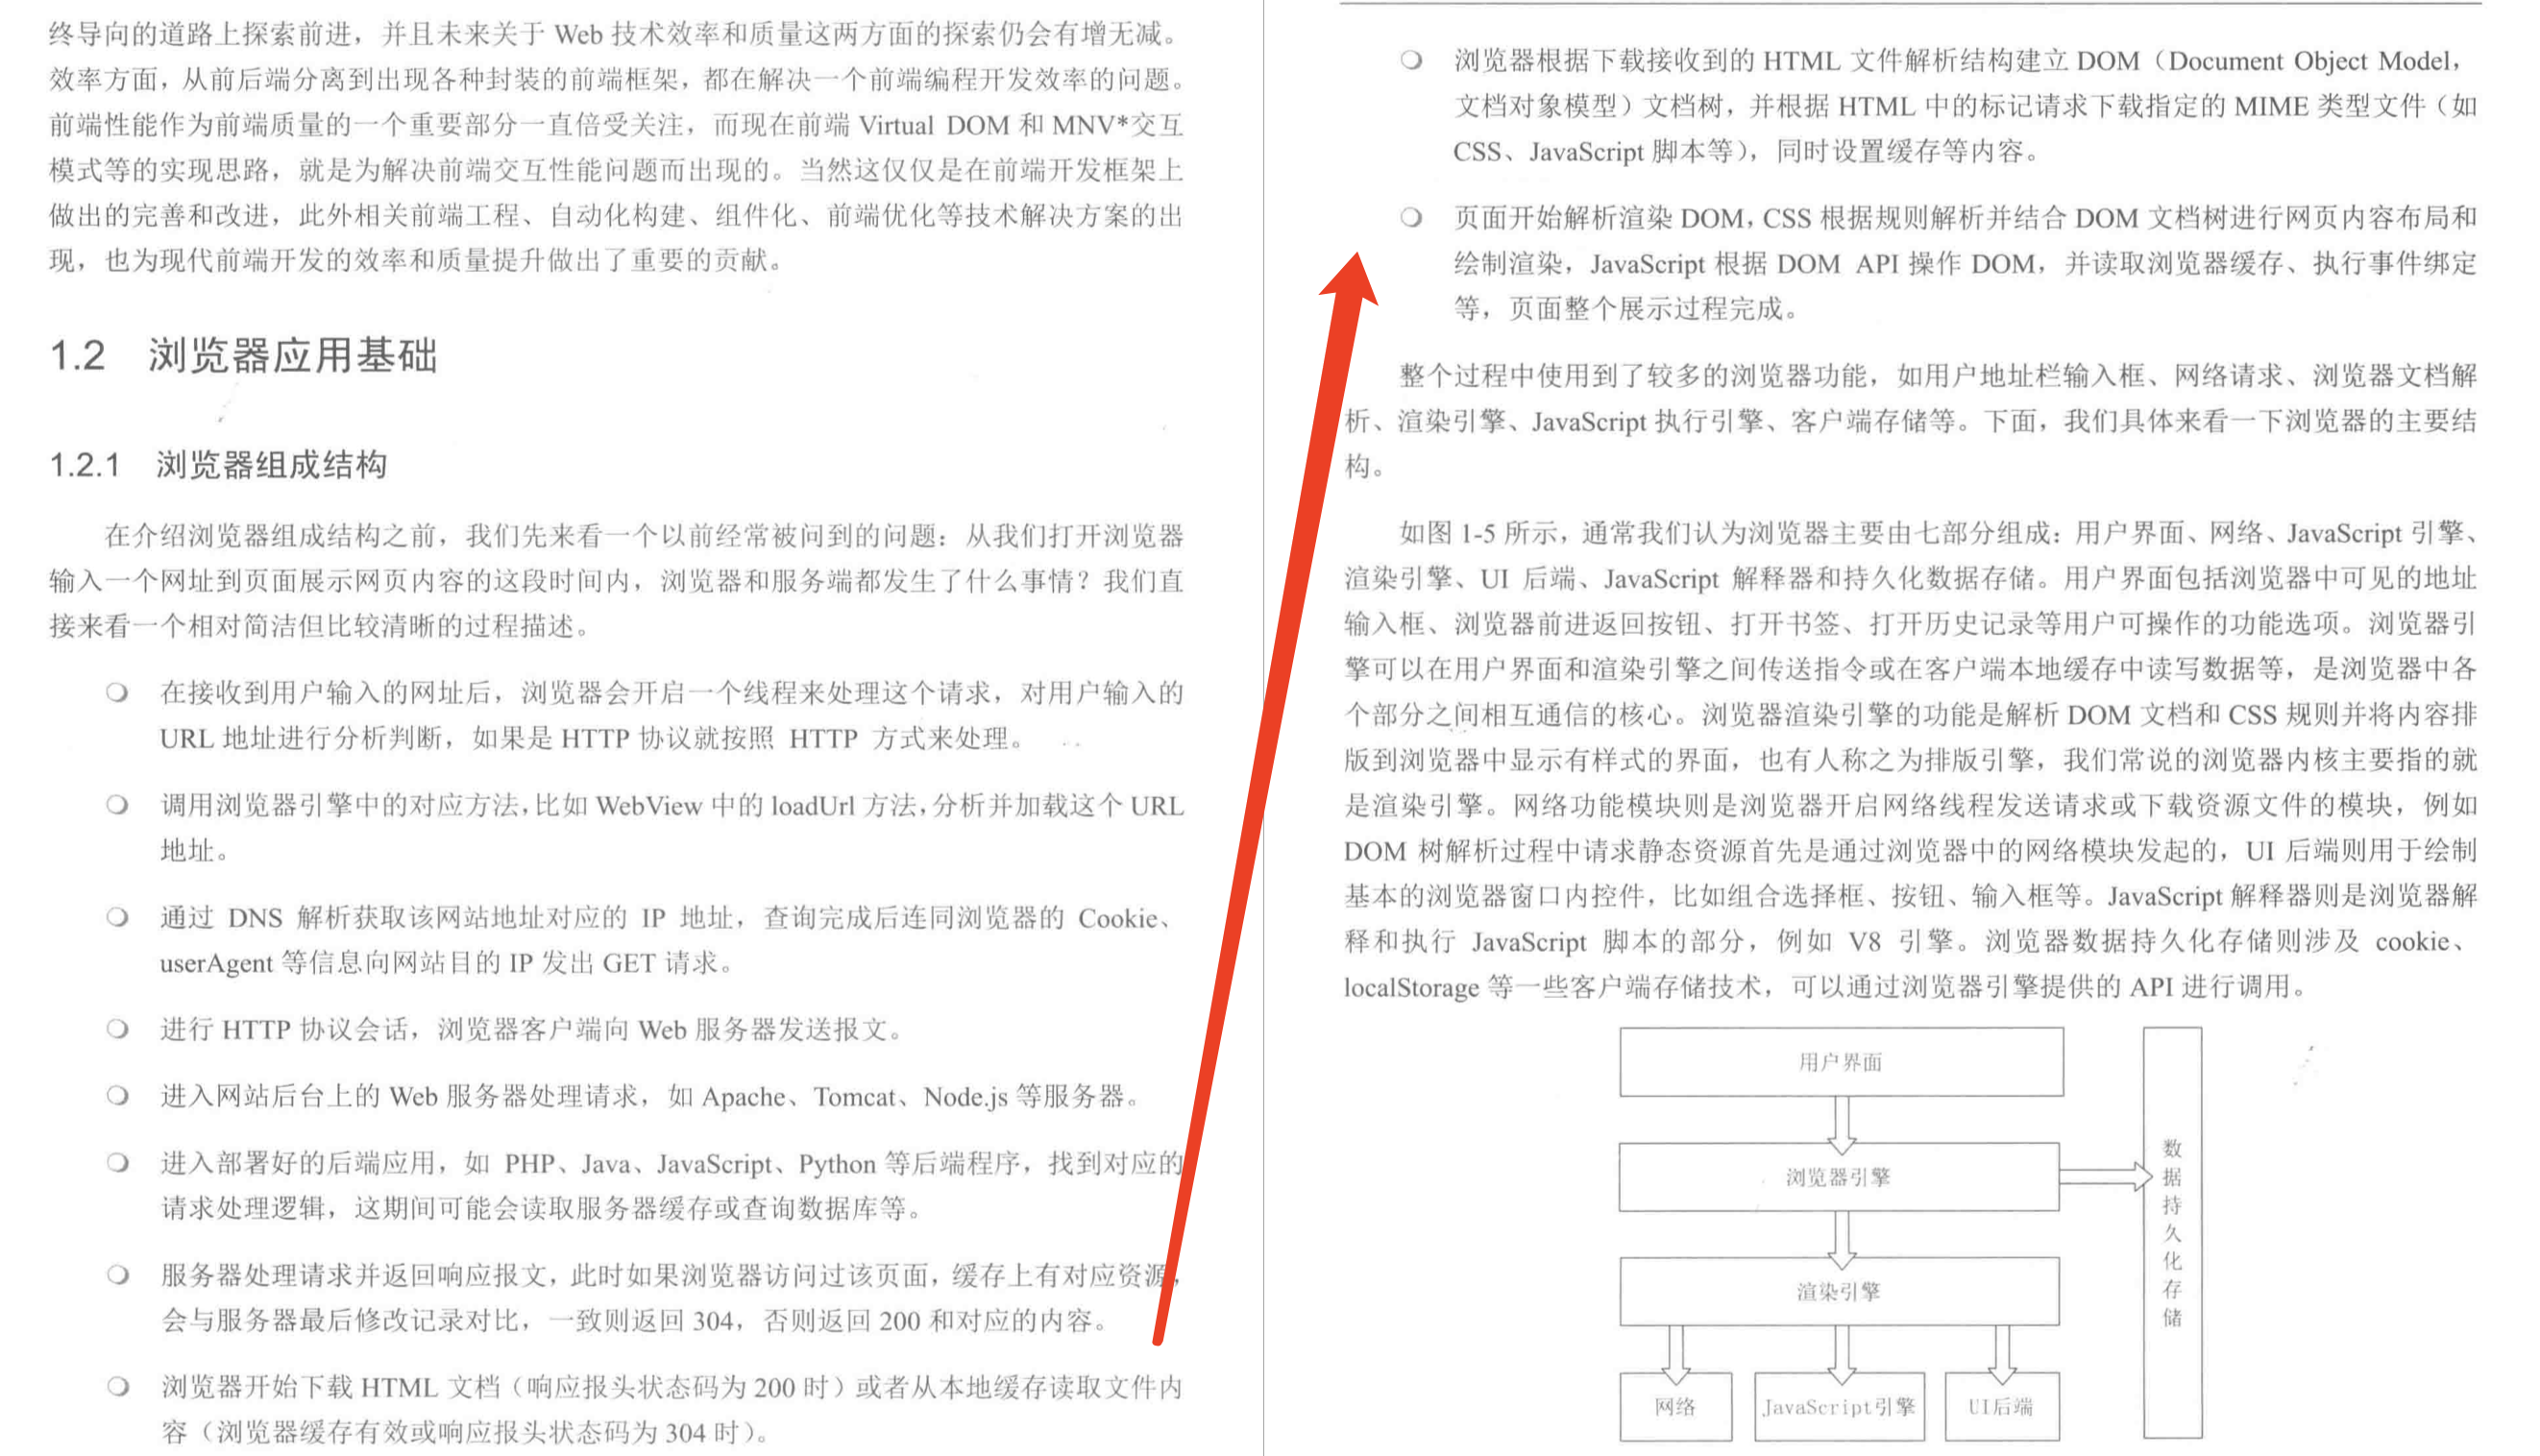 终导向的道路上探索前进，并且未来关于 Web 技术效率和质量这两方面的探索仍会有增无减。
效率方面，从前后端分离到出现各种封装的前端框架，都在解决一个前端编程开发效率的问题。
前端性能作为前端质量的一个重要部分一直倍受关注，而现在前端 Virtual DOM 和 MNV*交互
模式等的实现思路，就是为解决前端交互性能问题而出现的。当然这仅仅是在前端开发框架上
做出的完善和改进，此外相关前端工程、自动化构建、组件化、前端优化等技术解决方案的出
现，也为现代前端开发的效率和质量提升做出了重要的贡献。
1.2 浏览器应用基础
1.2.1 浏览器组成结构
在介绍浏览器组成结构之前，我们先来看一个以前经常被问到的问题：从我们打开浏览器
输入一个网址到页面展示网页内容的这段时间内，浏览器和服务端都发生了什么事情？我们直
接来看一个相对简洁但比较清晰的过程描述。
○ 在接收到用户输入的网址后，浏览器会开启一个线程来处理这个请求，对用户输入的
URL 地址进行分析判断，如果是 HTTP 协议就按照 HTTP 方式来处理。
○ 调用浏览器引擎中的对应方法，比如 WebView 中的 loadUrl 方法，分析并加载这个 URL
地址。
○ 通过 DNS 解析获取该网站地址对应的 IP 地址，查询完成后连同浏览器的 Cookie、
userAgent 等信息向网站目的 IP 发出 GET 请求。
○ 进行 HTTP 协议会话，浏览器客户端向 Web 服务器发送报文。
○ 进入网站后台上的 Web 服务器处理请求，如 Apache、Tomcat、Node.js 等服务器。
○ 进入部署好的后端应用，如 PHP、Java、JavaScript、Python 等后端程序，找到对应的
请求处理逻辑，这期间可能会读取服务器缓存或查询数据库等。
○ 服务器处理请求并返回响应报文，此时如果浏览器访问过该页面，缓存上有对应资源，
会与服务器最后修改记录对比，一致则返回 304，否则返回 200 和对应的内容。
○ 浏览器开始下载 HTML 文档（响应报头状态码为 200 时）或者从本地缓存读取文件内
容（浏览器缓存有效或响应报头状态码为 304 时）。
○ 浏览器根据下载接收到的 HTML 文件解析结构建立 DOM（Document Object Model，
文档对象模型）文档树，并根据 HTML 中的标记请求下载指定的 MIME 类型文件（如
CSS、JavaScript 脚本等），同时设置缓存等内容。
○ 页面开始解析渲染 DOM，CSS 根据规则解析并结合 DOM 文档树进行网页内容布局和
绘制渲染，JavaScript 根据 DOM API 操作 DOM，并读取浏览器缓存、执行事件绑定
等，页面整个展示过程完成。
整个过程中使用到了较多的浏览器功能，如用户地址栏输入框、网络请求、浏览器文档解
析、渲染引擎、JavaScript 执行引擎、客户端存储等。下面，我们具体来看一下浏览器的主要结
构。
如图 1-5 所示，通常我们认为浏览器主要由七部分组成：用户界面、网络、JavaScript 引擎、
渲染引擎、UI 后端、JavaScript 解释器和持久化数据存储。用户界面包括浏览器中可见的地址
输入框、浏览器前进返回按钮、打开书签、打开历史记录等用户可操作的功能选项。浏览器引
擎可以在用户界面和渲染引擎之间传送指令或在客户端本地缓存中读写数据等，是浏览器中各
个部分之间相互通信的核心。浏览器渲染引擎的功能是解析 DOM 文档和 CSS 规则并将内容排
版到浏览器中显示有样式的界面，也有人称之为排版引擎，我们常说的浏览器内核主要指的就
是渲染引擎。网络功能模块则是浏览器开启网络线程发送请求或下载资源文件的模块，例如
DOM 树解析过程中请求静态资源首先是通过浏览器中的网络模块发起的，UI 后端则用于绘制
基本的浏览器窗口内控件，比如组合选择框、按钮、输入框等。JavaScript 解释器则是浏览器解
释和执行 JavaScript 脚本的部分，例如 V8 引擎。浏览器数据持久化存储则涉及 cookie、
localStorage 等一些客户端存储技术，可以通过浏览器引擎提供的 API 进行调用。
用户界面
浏览器引擎
数据持久化存储
渲染引擎
网络
JavaScript引擎
UI后端